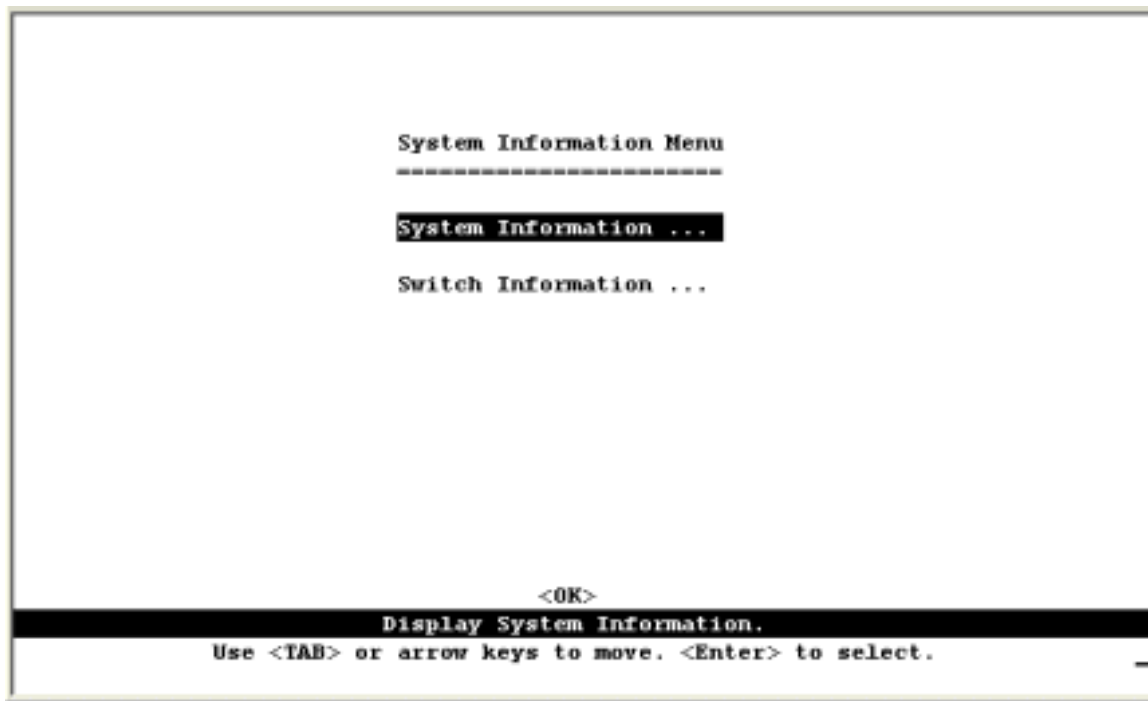 System Information Menu
=======================
System Information ...
Switch Information ...
<OK>
Display System Information.
Use <TAB> or arrow keys to move. <Enter> to select.